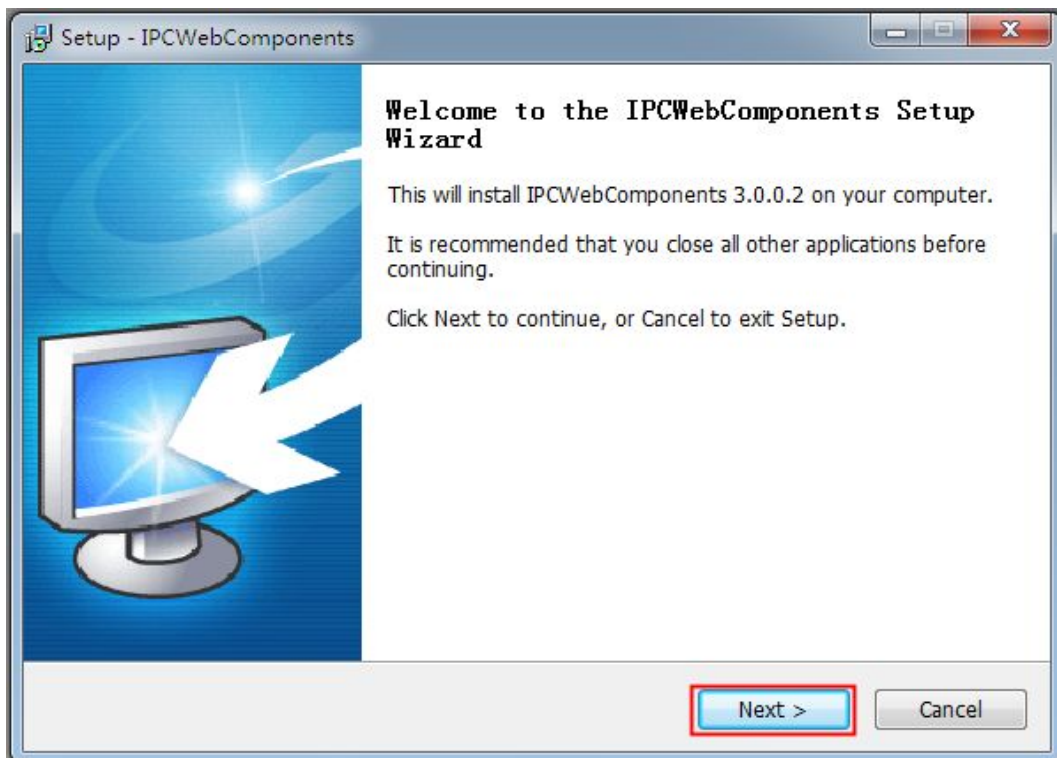 Setup - IPCWebComponents
Welcome to the IPCWebComponents Setup
Wizard
This will install IPCWebComponents 3.0.0.2 on your computer.
It is recommended that you close all other applications before
continuing.
Click Next to continue, or Cancel to exit Setup.
Next >
Cancel